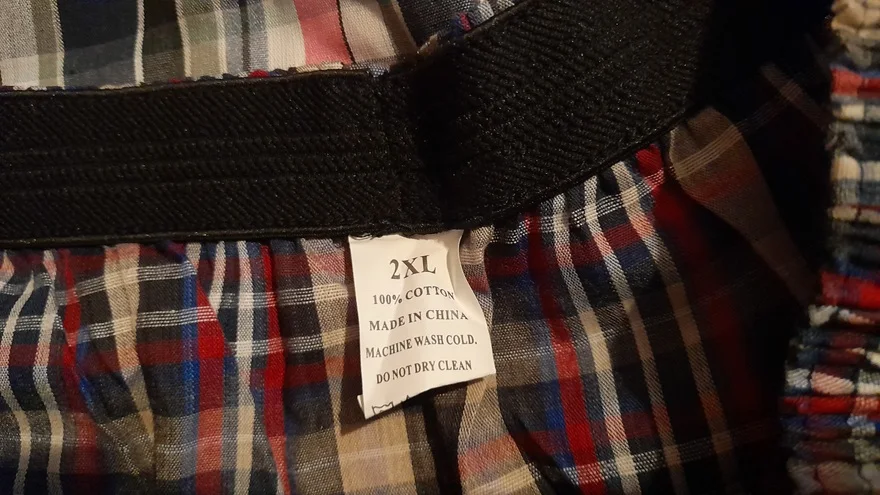 2XL
100% COTTON
MADE IN CHINA
MACHINE WASH COLD.
DO NOT DRY CLEAN